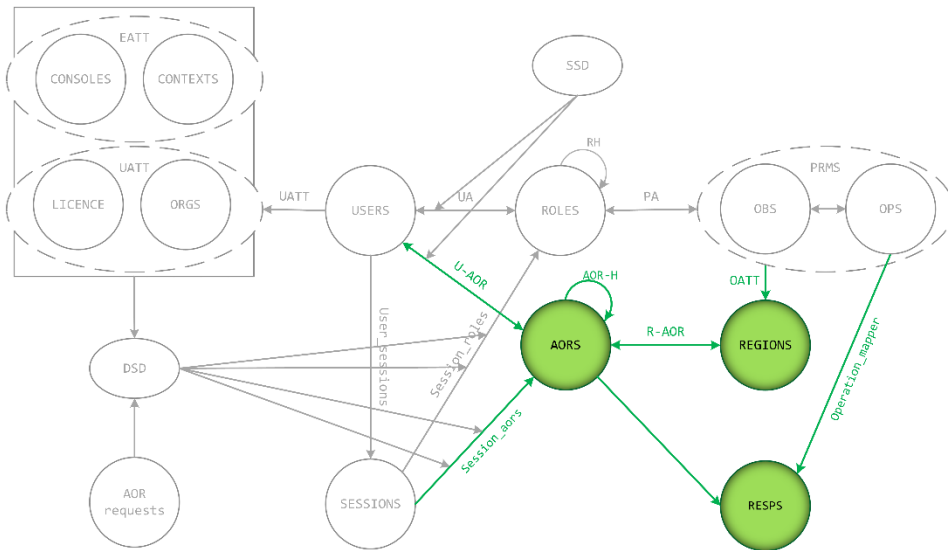 EATT
CONSOLES
CONTEXTS
UATT
LICENCE
ORGS
UATT
USERS
UA
SSD
RH
ROLES
PA
PRMS
OBS
OPS
U-AOR
AOR-H
OATT
AORS
R-AOR
REGIONS
Operation_mapper
User_sessions
Session_roles
Session_aors
DSD
AOR
requests
SESSIONS
RESPS